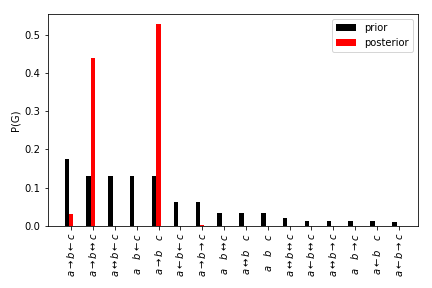 prior
posterior
P(G)
0.5
0.4
0.3
0.2
0.1
0.0
a→b←c
a→b↔c
a↔b←c
a b←c
a→b c
a←b←c
a→b→c
a b↔c
a↔b c
a b c
a↔b↔c
a←b↔c
a↔b→c
a b→c
a←b c
a←b→c